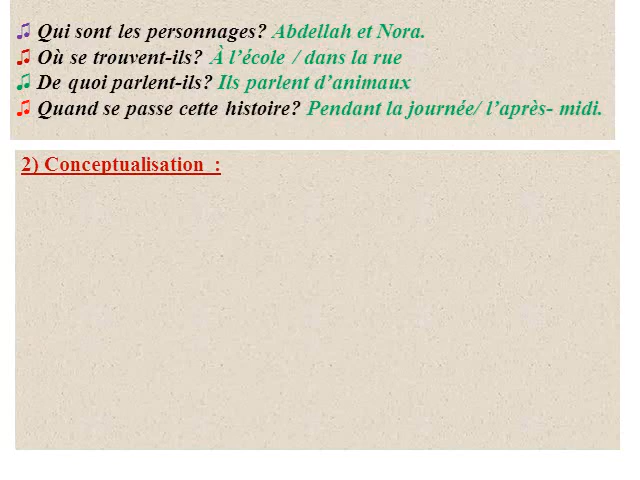 ♫ Qui sont les personnages? Abdellah et Nora.
♫ Où se trouvent-ils? À l’école / dans la rue
♫ De quoi parlent-ils? Ils parlent d’animaux
♫ Quand se passe cette histoire? Pendant la journée/ l’après- midi.
2) Conceptualisation :